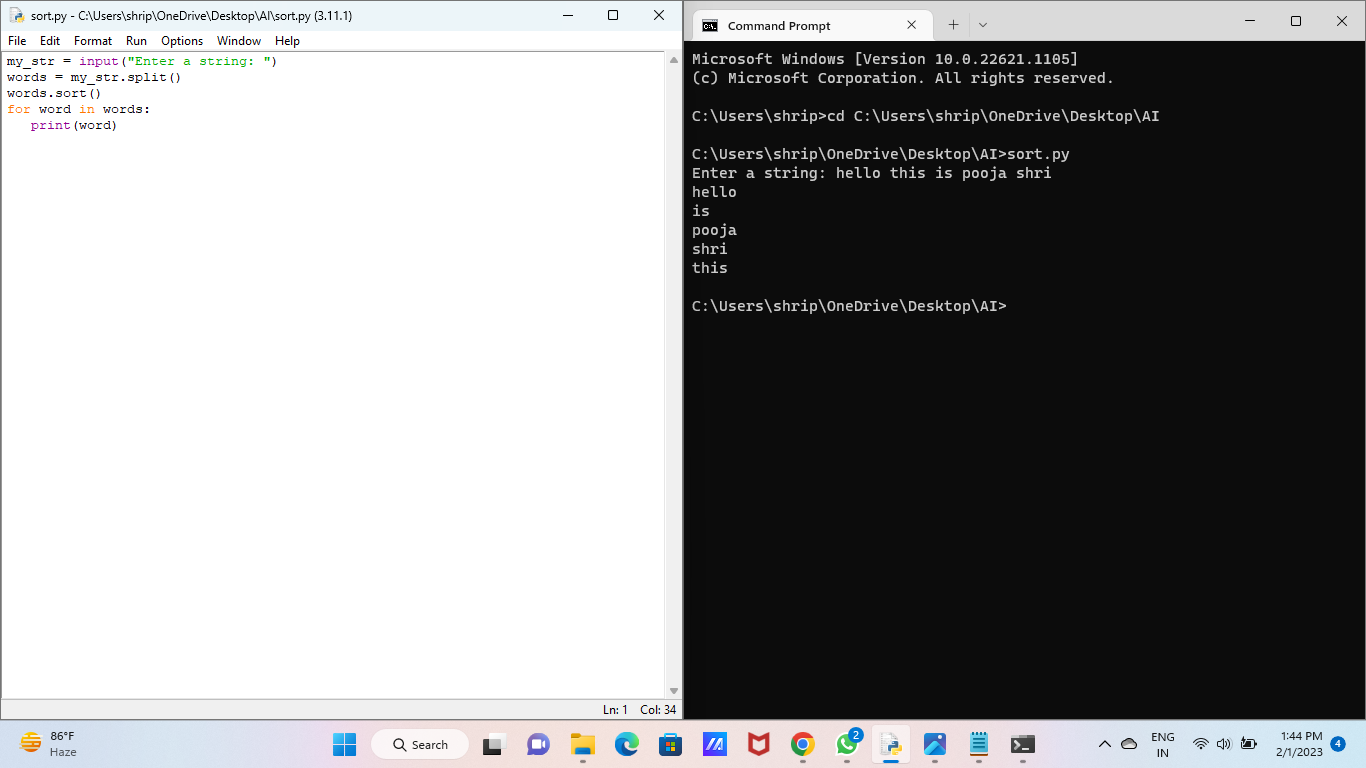 sort.py - C:\Users\shrip\OneDrive\Desktop\AI\sort.py (3.11.1)
File Edit Format Run Options Window Help
my_str = input("Enter a string: ")
words = my_str.split()
words.sort()
for word in words:
   print(word)
Ln: 1 Col: 34
Command Prompt
Microsoft Windows [Version 10.0.22621.1105]
(c) Microsoft Corporation. All rights reserved.
C:\Users\shrip>cd C:\Users\shrip\OneDrive\Desktop\AI
C:\Users\shrip\OneDrive\Desktop\AI>sort.py
Enter a string: hello this is pooja shri
hello
is
pooja
shri
this
C:\Users\shrip\OneDrive\Desktop\AI>
86°F
Haze
Search
2
ENG
IN
1:44 PM
2/1/2023
4